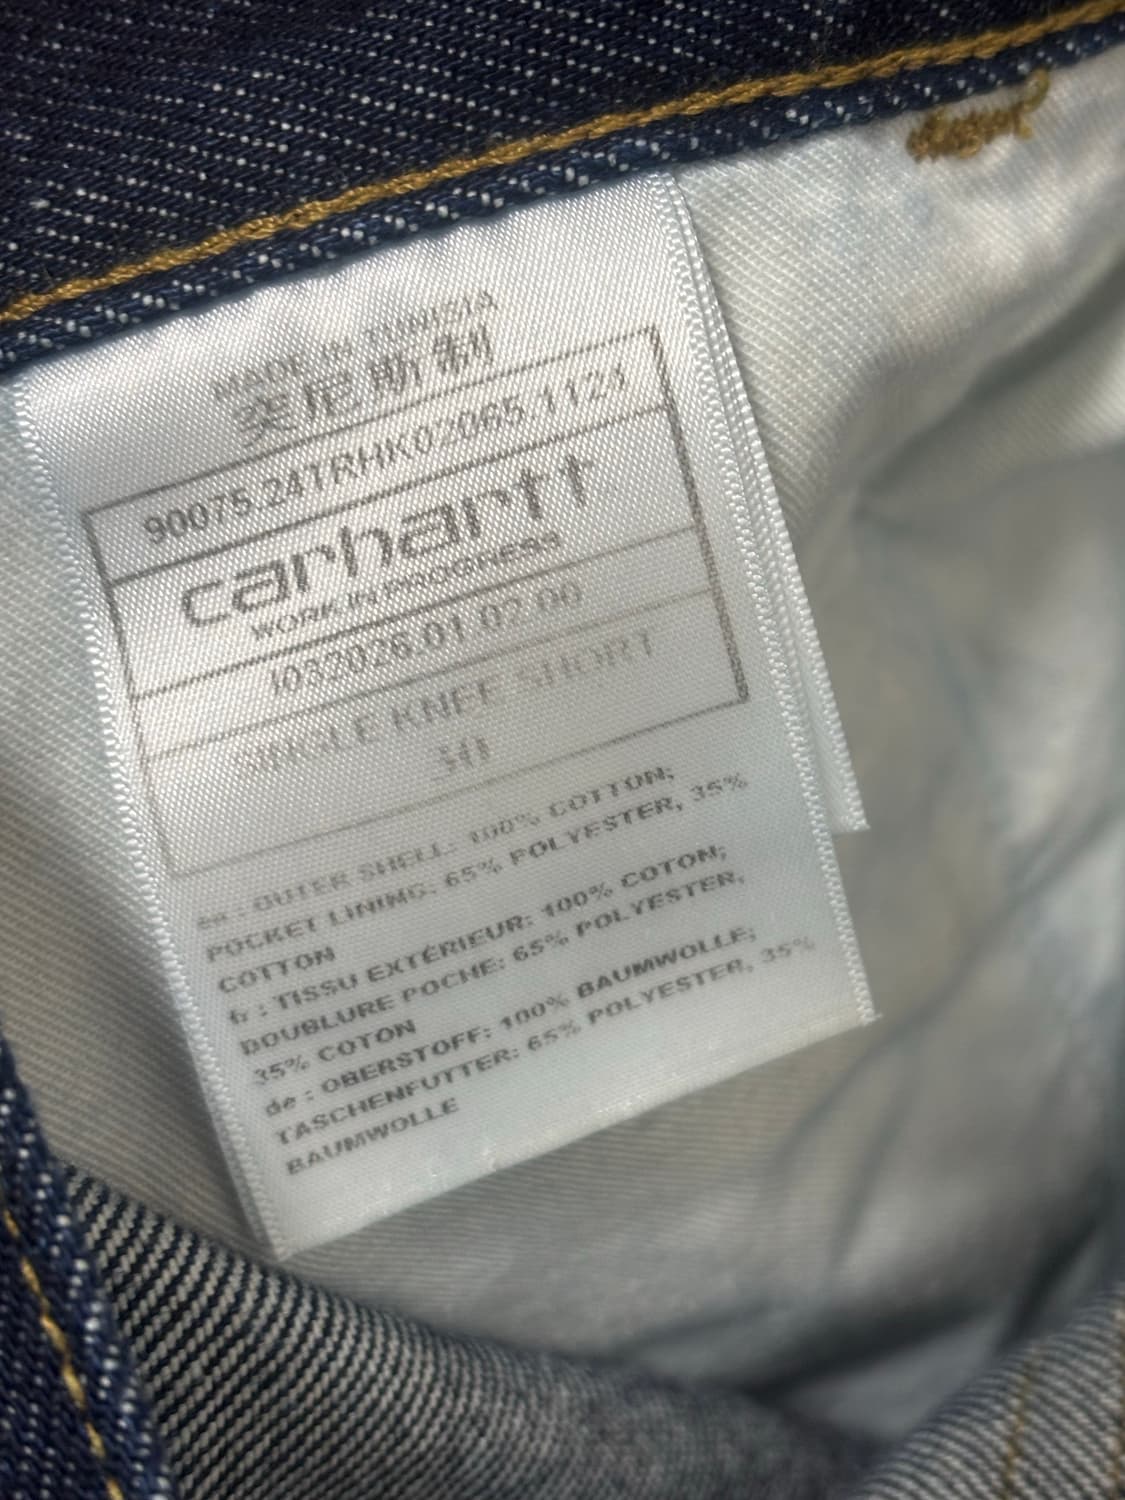 MADE IN TUNISIA
突尼斯制
90075.24TRHK02065.1124
carhartt
WORK IN PROGRESS
I032026.01.02.00
SINGLE KNEE SHORT
30
en : OUTER SHELL: 100% COTTON;
POCKET LINING: 65% POLYESTER, 35%
COTTON
fr : TISSU EXTÉRIEUR: 100% COTON;
DOUBLURE POCHE: 65% POLYESTER,
35% COTON
de : OBERSTOFF: 100% BAUMWOLLE;
TASCHENFUTTER: 65% POLYESTER, 35%
BAUMWOLLE